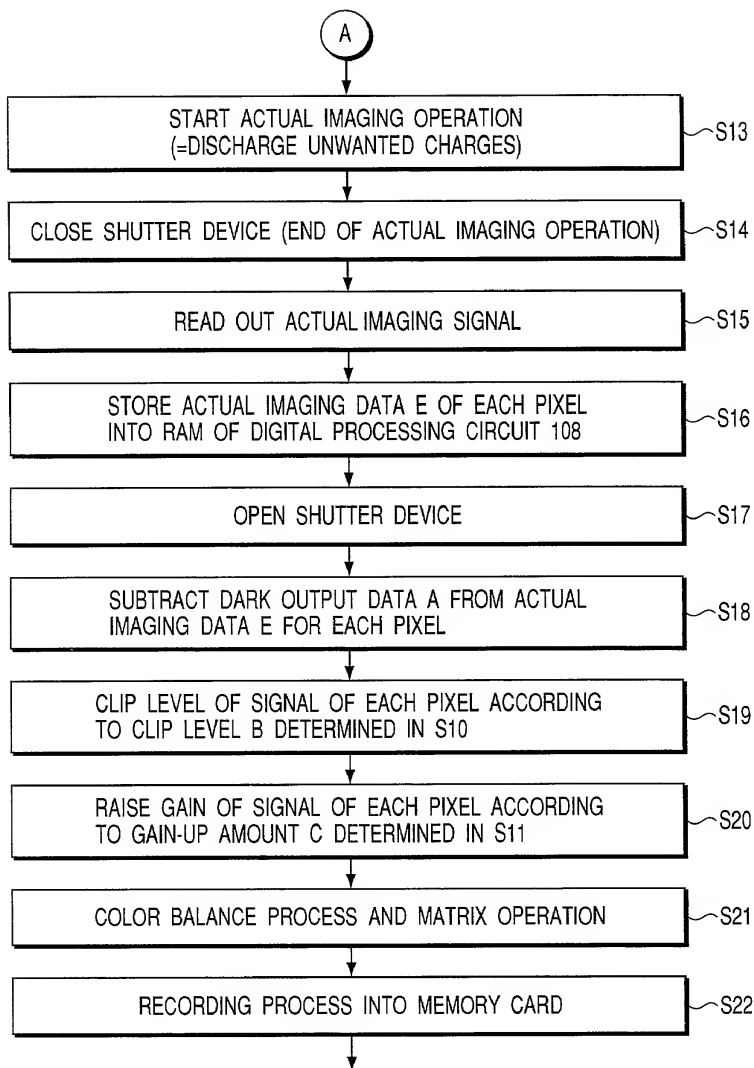 A
START ACTUAL IMAGING OPERATION
(=DISCHARGE UNWANTED CHARGES)
S13
CLOSE SHUTTER DEVICE (END OF ACTUAL IMAGING OPERATION)
S14
READ OUT ACTUAL IMAGING SIGNAL
S15
STORE ACTUAL IMAGING DATA E OF EACH PIXEL
INTO RAM OF DIGITAL PROCESSING CIRCUIT 108
S16
OPEN SHUTTER DEVICE
S17
SUBTRACT DARK OUTPUT DATA A FROM ACTUAL
IMAGING DATA E FOR EACH PIXEL
S18
CLIP LEVEL OF SIGNAL OF EACH PIXEL ACCORDING
TO CLIP LEVEL B DETERMINED IN S10
S19
RAISE GAIN OF SIGNAL OF EACH PIXEL ACCORDING
TO GAIN-UP AMOUNT C DETERMINED IN S11
S20
COLOR BALANCE PROCESS AND MATRIX OPERATION
S21
RECORDING PROCESS INTO MEMORY CARD
S22